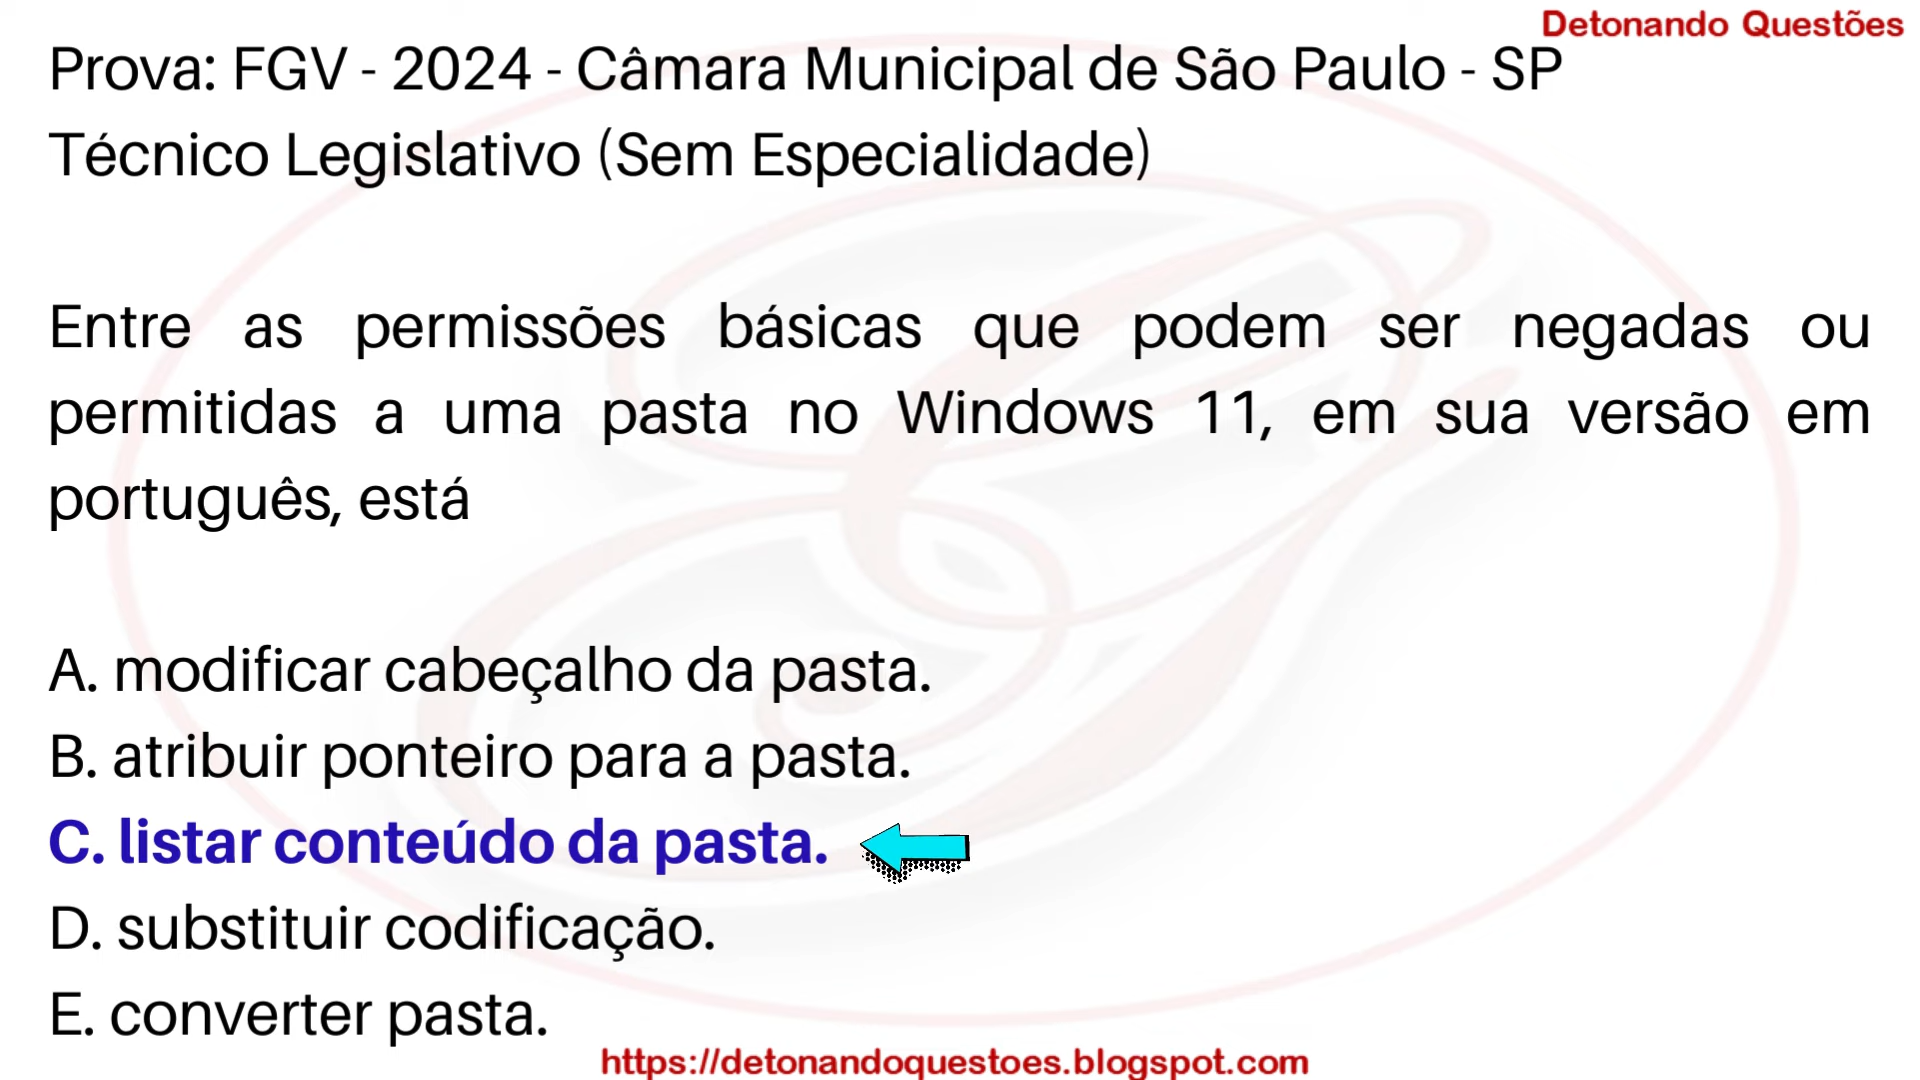 Detonando Questões
Prova: FGV - 2024 - Câmara Municipal de São Paulo - SP
Técnico Legislativo (Sem Especialidade)
Entre as permissões básicas que podem ser negadas ou
permitidas a uma pasta no Windows 11, em sua versão em
português, está
A. modificar cabeçalho da pasta.
B. atribuir ponteiro para a pasta.
C. listar conteúdo da pasta.
D. substituir codificação.
E. converter pasta.
https://detonandoquestoes.blogspot.com